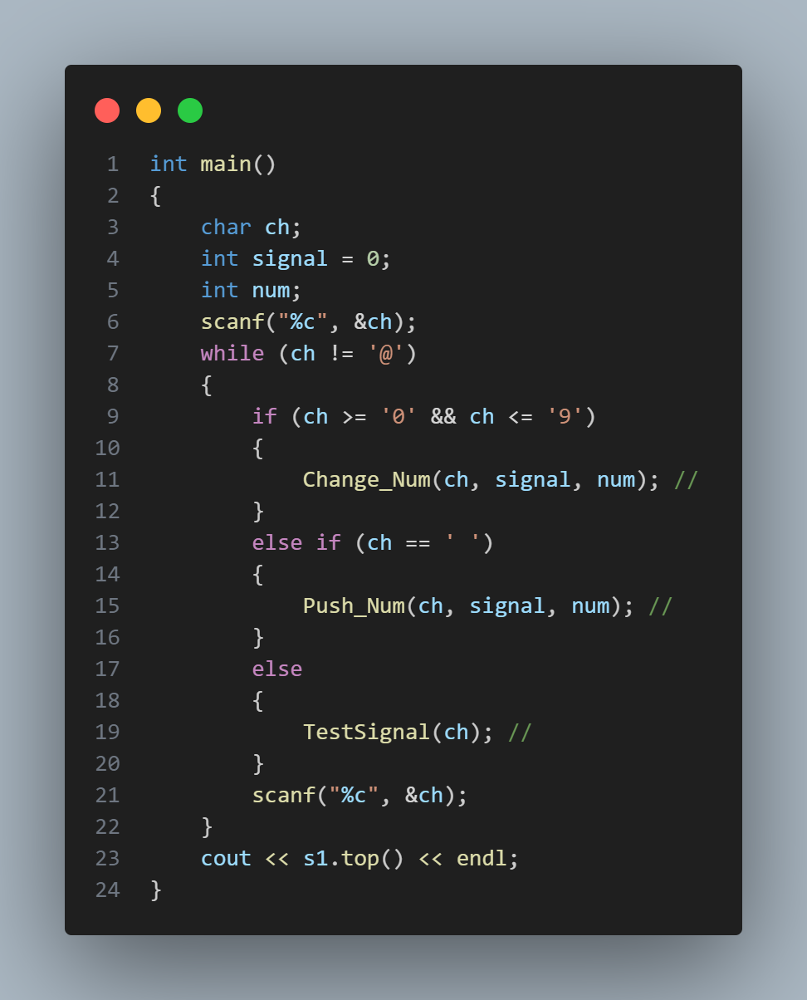 1 int main()
2 {
3     char ch;
4     int signal = 0;
5     int num;
6     scanf("%c", &ch);
7     while (ch != '@')
8     {
9         if (ch >= '0' && ch <= '9')
10         {
11             Change_Num(ch, signal, num); //
12         }
13         else if (ch == ' ')
14         {
15             Push_Num(ch, signal, num); //
16         }
17         else
18         {
19             TestSignal(ch); //
20         }
21         scanf("%c", &ch);
22     }
23     cout << s1.top() << endl;
24 }